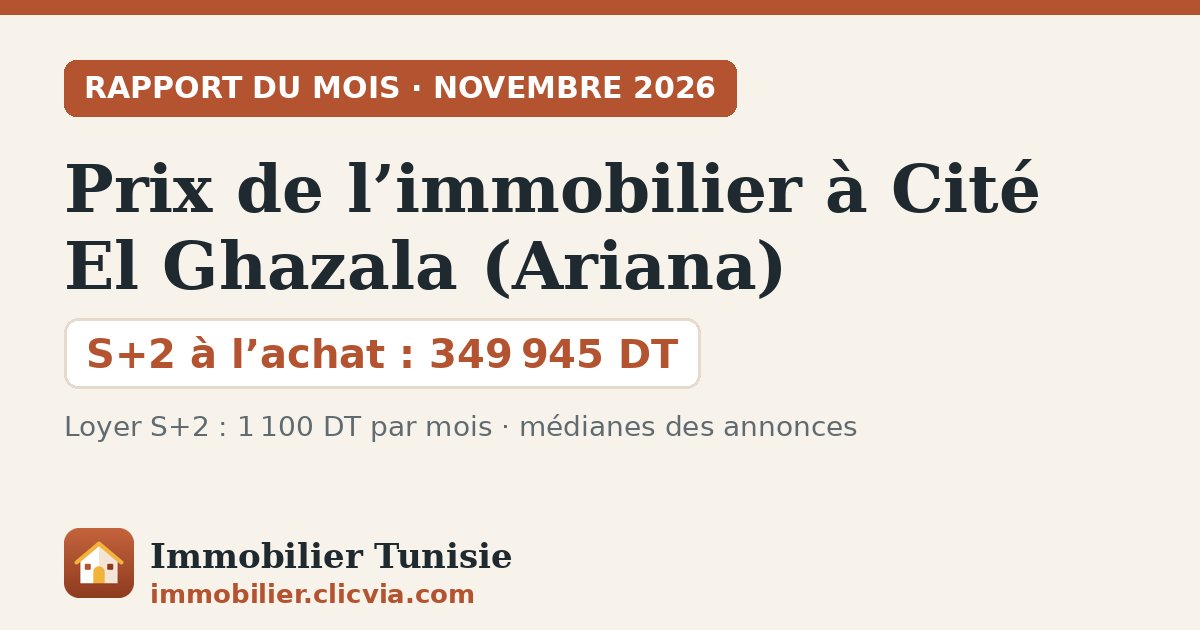 RAPPORT DU MOIS · NOVEMBRE 2026
Prix de l’immobilier à Cité
El Ghazala (Ariana)
S+2 à l’achat : 349 945 DT
Loyer S+2 : 1 100 DT par mois · médianes des annonces
Immobilier Tunisie
immobilier.clicvia.com